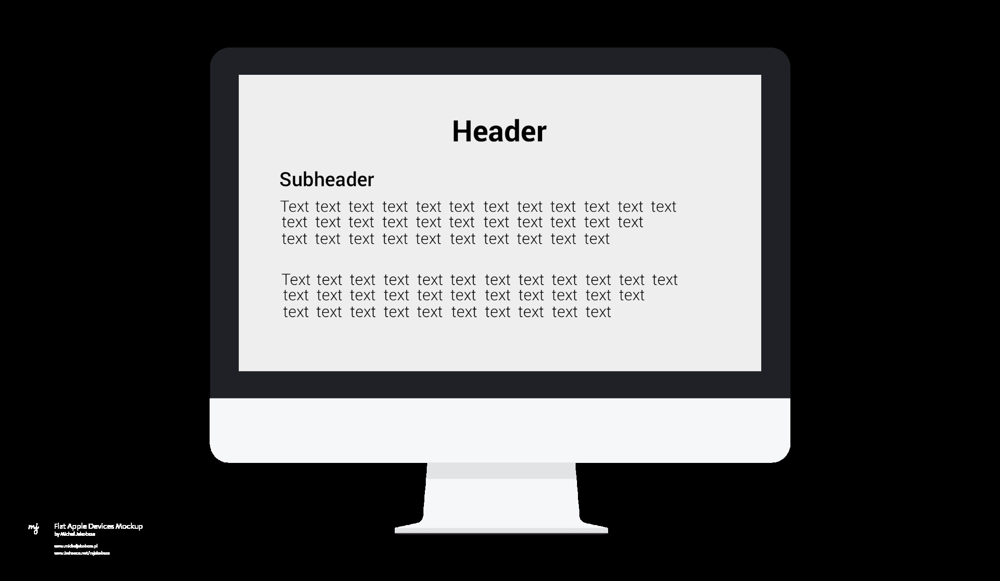 Header
Subheader
Text text text text text text text text text text text text
text text text text text text text text text text text
text text text text text text text text text text
Text text text text text text text text text text text text
text text text text text text text text text text text
text text text text text text text text text text
mj
Flat Apple Devices Mockup
by Michał Jakobsze